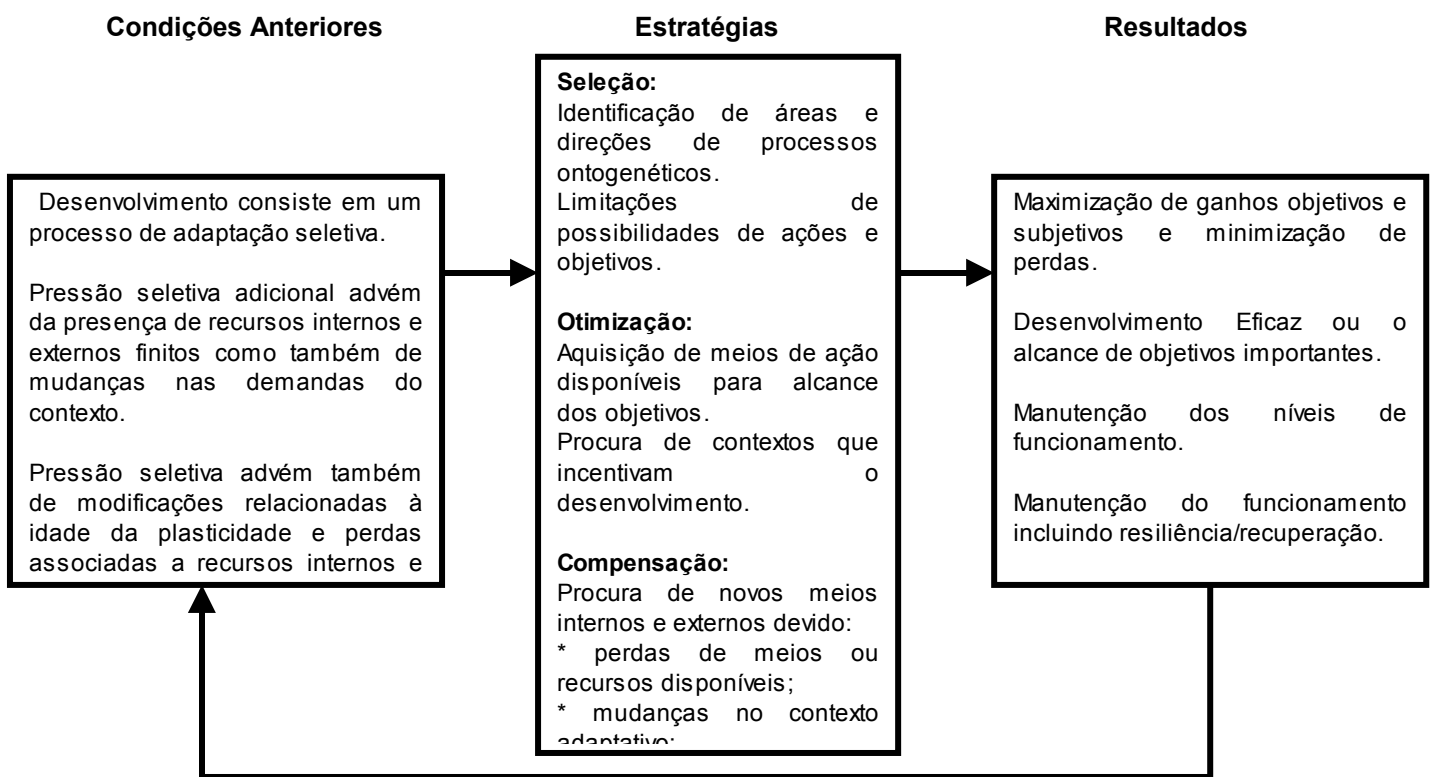 Condições Anteriores
Estratégias
Resultados
Desenvolvimento consiste em um
processo de adaptação seletiva.
Pressão seletiva adicional advém
da presença de recursos internos e
externos finitos como também de
mudanças nas demandas do
contexto.
Pressão seletiva advém também
de modificações relacionadas à
idade da plasticidade e perdas
associadas a recursos internos e
Seleção:
Identificação de áreas e
direções de processos
ontogenéticos.
Limitações de
possibilidades de ações e
objetivos.
Otimização:
Aquisição de meios de ação
disponíveis para alcance
dos objetivos.
Procura de contextos que
incentivam o
desenvolvimento.
Compensação:
Procura de novos meios
internos e externos devido:
* perdas de meios ou
recursos disponíveis;
* mudanças no contexto
adaptativo;
Maximização de ganhos objetivos e
subjetivos e minimização de
perdas.
Desenvolvimento Eficaz ou o
alcance de objetivos importantes.
Manutenção dos níveis de
funcionamento.
Manutenção do funcionamento
incluindo resiliência/recuperação.